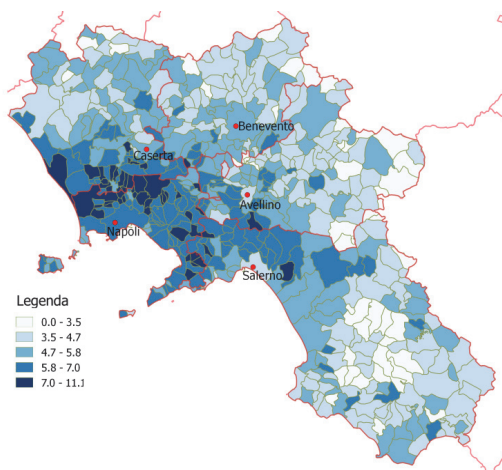 Benevento
Caserta
Avellino
Napoli
Salerno
Legenda
0.0 - 3.5
3.5 - 4.7
4.7 - 5.8
5.8 - 7.0
7.0 - 11.1